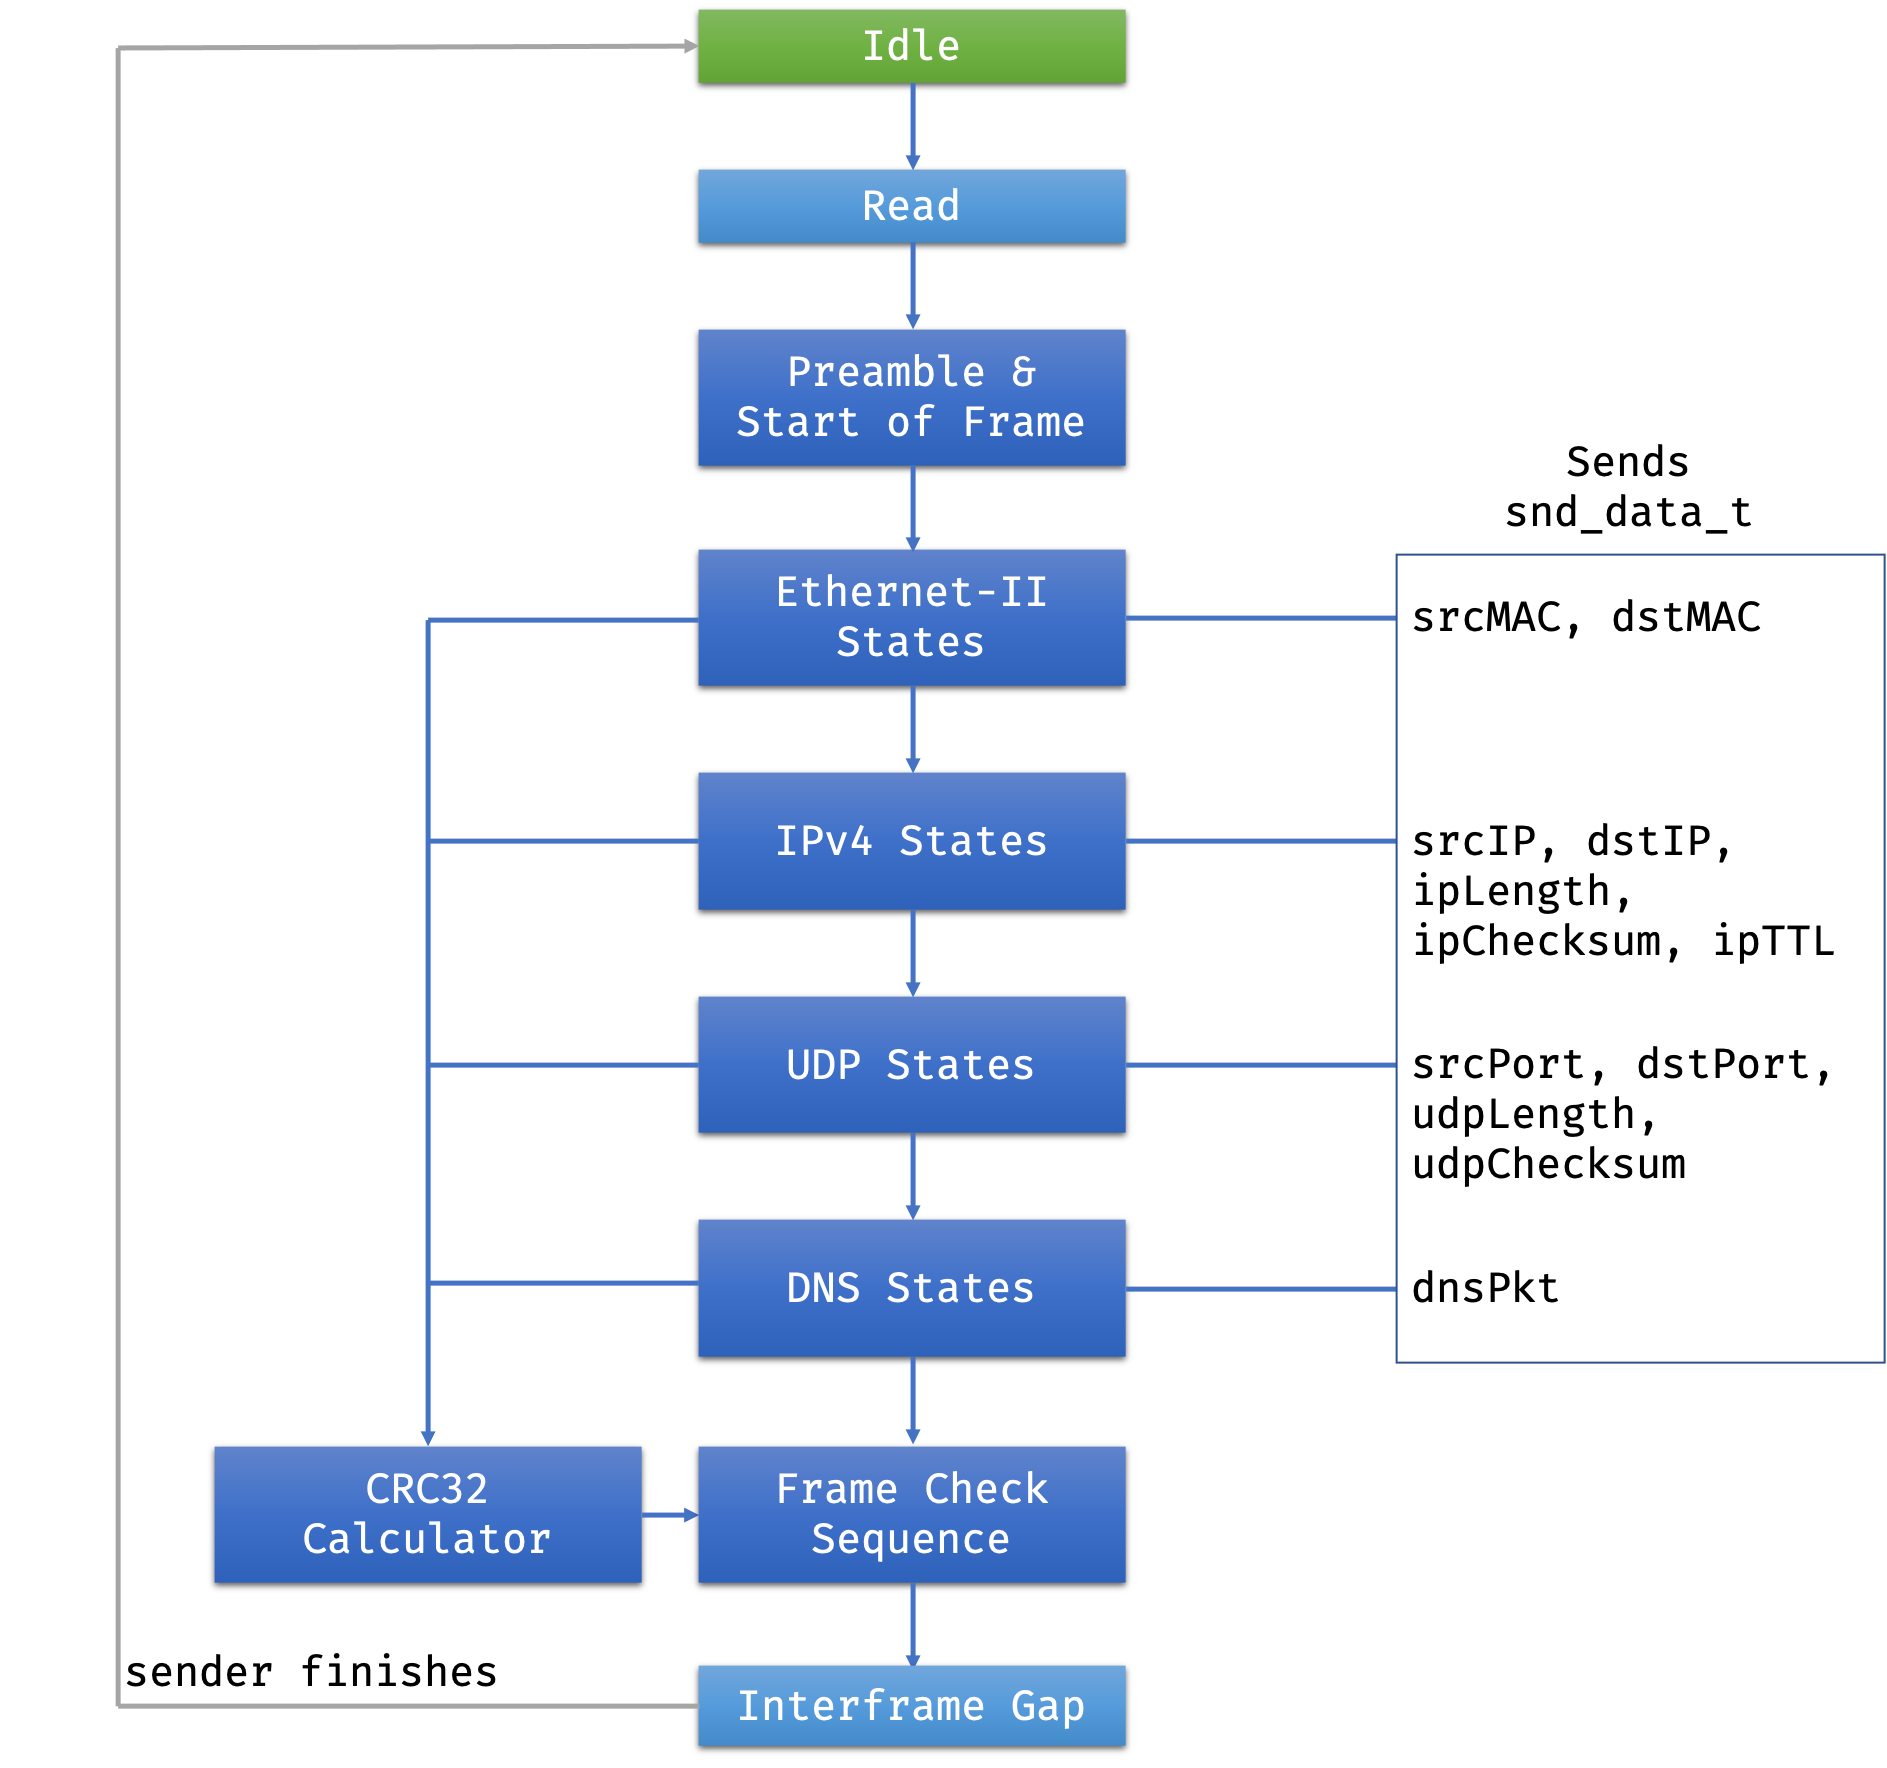 Idle
Read
Preamble &
Start of Frame
Sends
snd_data_t
Ethernet-II
States
srcMAC, dstMAC
IPv4 States
srcIP, dstIP,
ipLength,
ipChecksum, ipTTL
UDP States
srcPort, dstPort,
udpLength,
udpChecksum
DNS States
dnsPkt
CRC32
Calculator
Frame Check
Sequence
sender finishes
Interframe Gap